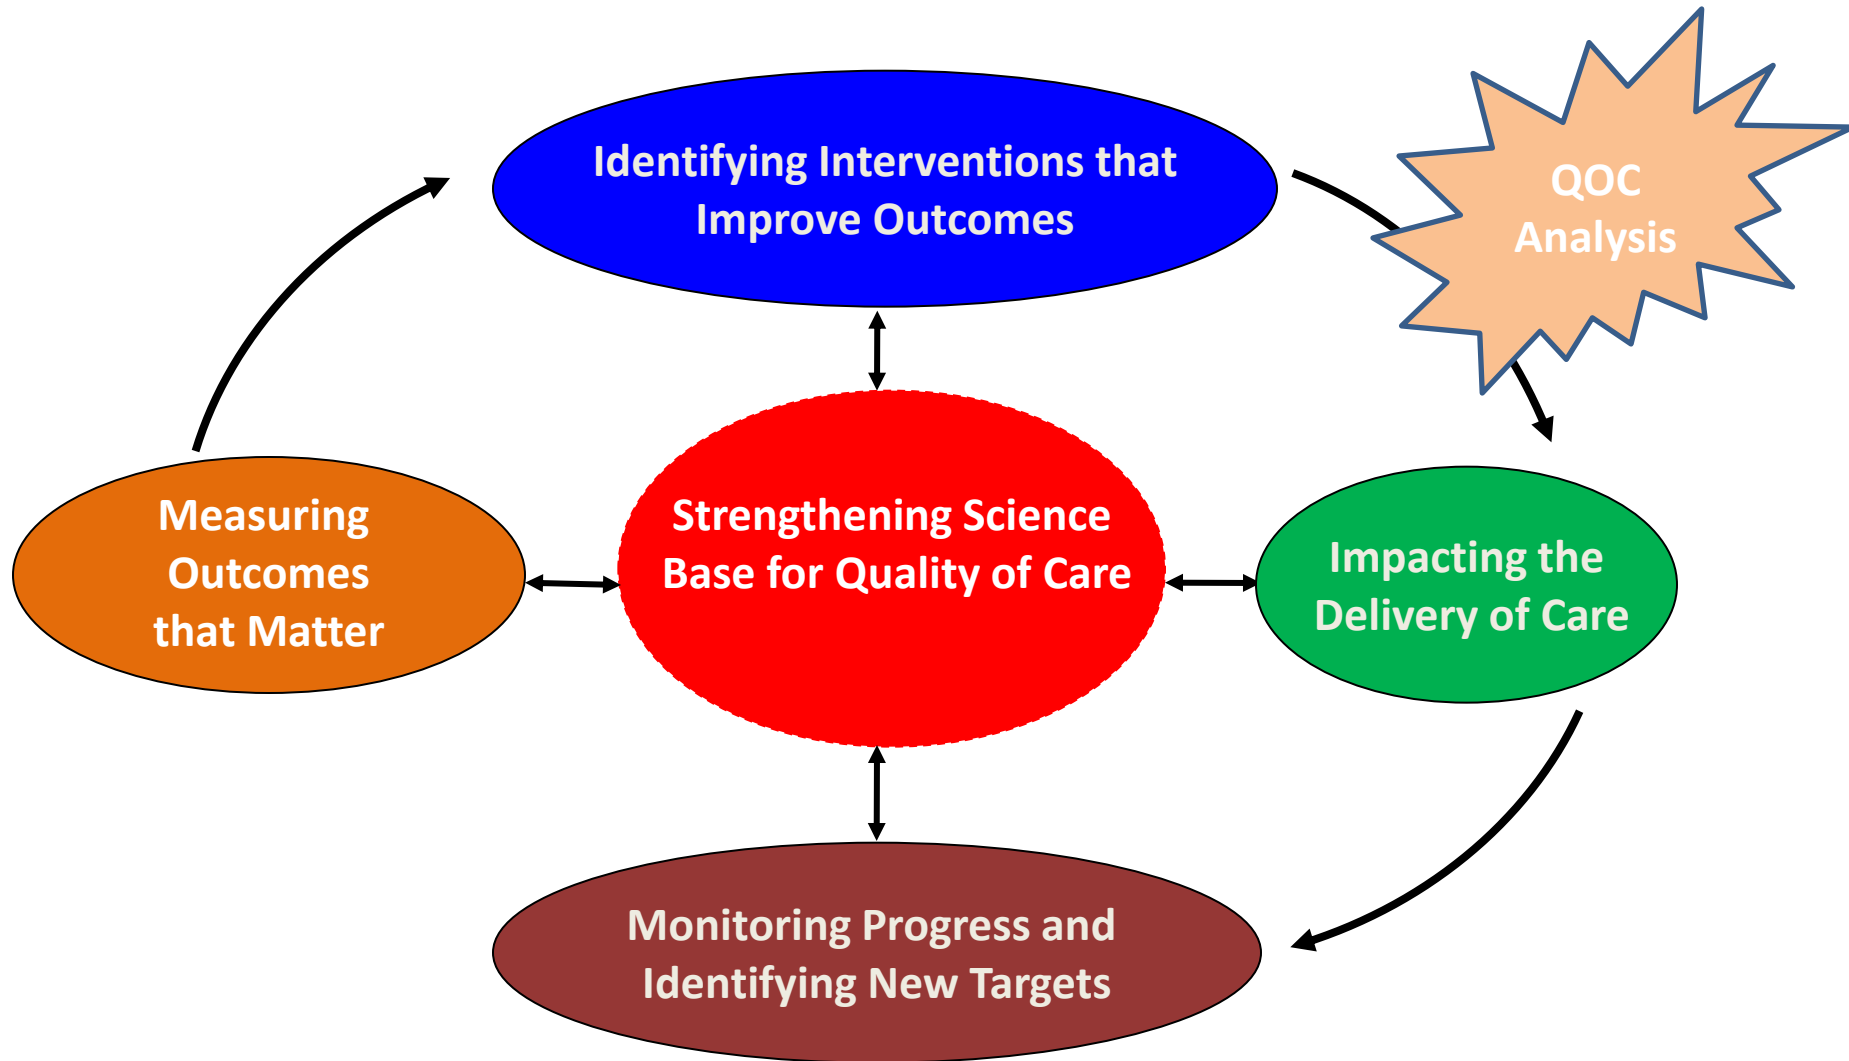 Identifying Interventions that
Improve Outcomes
QOC
Analysis
Measuring
Outcomes
that Matter
Strengthening Science
Base for Quality of Care
Impacting the
Delivery of Care
Monitoring Progress and
Identifying New Targets